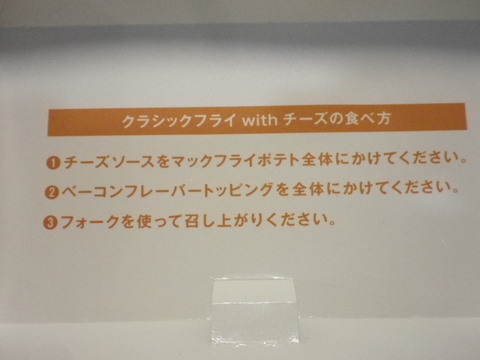 クラシックフライ with チーズの食べ方
❶チーズソースをマックフライポテト全体にかけてください。
❷ベーコンフレーバートッピングを全体にかけてください。
❸フォークを使って召し上がりください。